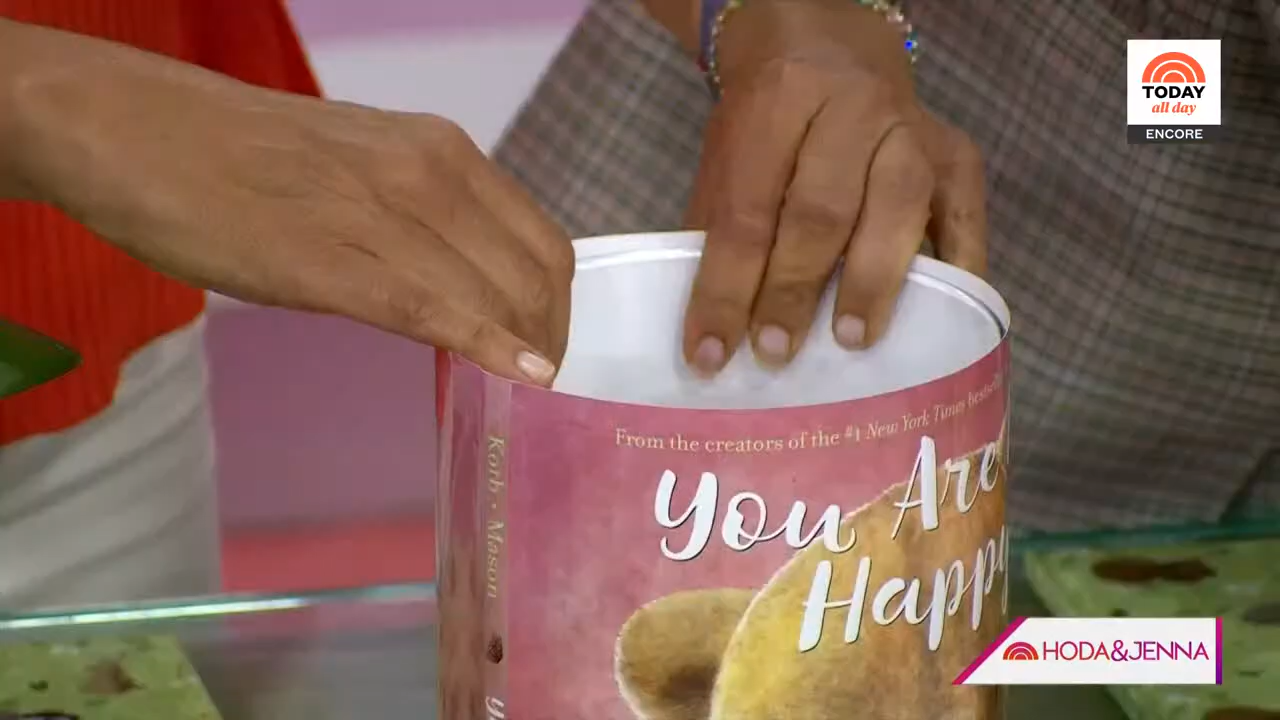 TODAY
all day
ENCORE
From the creators of the #1 New York Times bestsell
You Are
Happy
Korb • Mason
HODA&JENNA